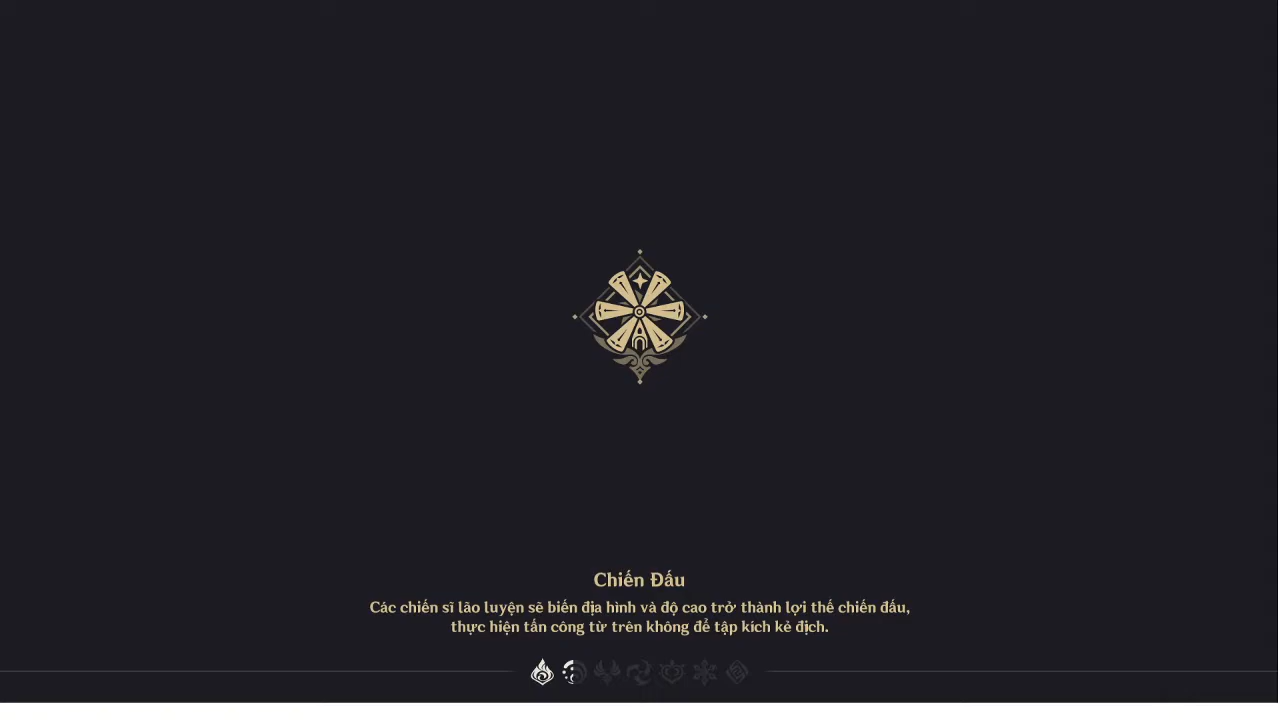 Chiến Đấu
Các chiến sĩ lão luyện sẽ biến địa hình và độ cao trở thành lợi thế chiến đấu,
thực hiện tấn công từ trên không để tập kích kẻ địch.